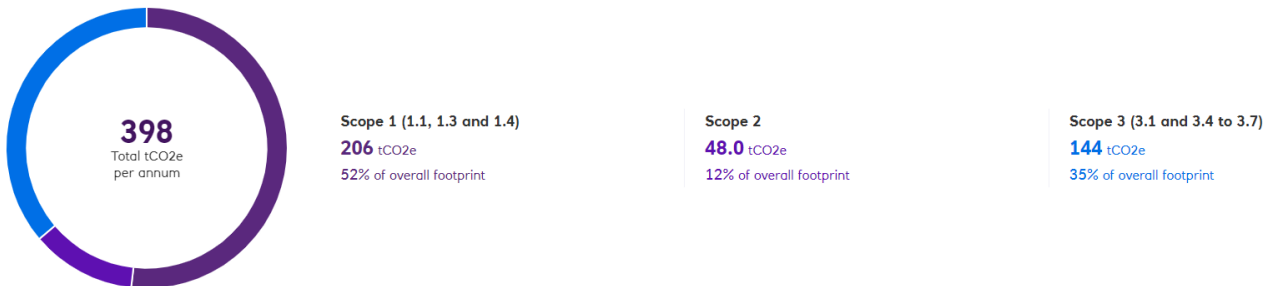 398
Total tCO2e
per annum
Scope 1 (1.1, 1.3 and 1.4)
206 tCO2e
52% of overall footprint
Scope 2
48.0 tCO2e
12% of overall footprint
Scope 3 (3.1 and 3.4 to 3.7)
144 tCO2e
35% of overall footprint